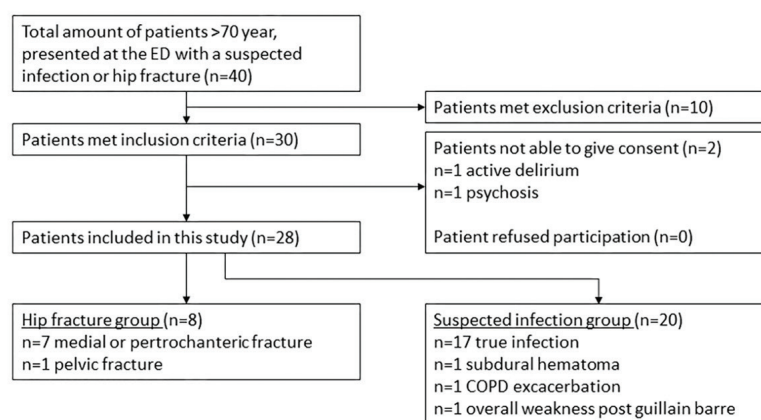 Total amount of patients >70 year,
presented at the ED with a suspected
infection or hip fracture (n=40)
Patients met exclusion criteria (n=10)
Patients met inclusion criteria (n=30)
Patients not able to give consent (n=2)
n=1 active delirium
n=1 psychosis
Patient refused participation (n=0)
Patients included in this study (n=28)
Hip fracture group (n=8)
n=7 medial or pertrochanteric fracture
n=1 pelvic fracture
Suspected infection group (n=20)
n=17 true infection
n=1 subdural hematoma
n=1 COPD excacerbation
n=1 overall weakness post guillain barre